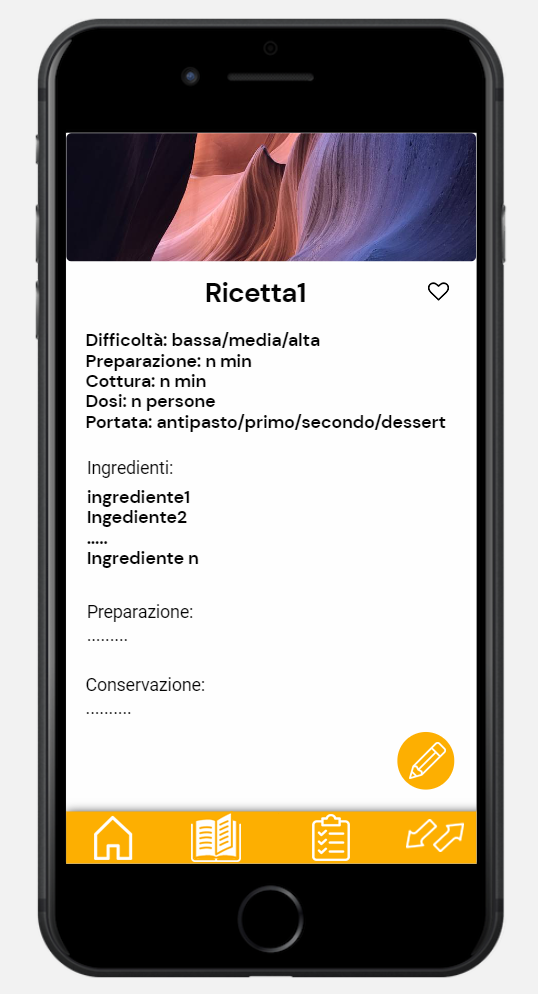 Ricetta1
Difficoltà: bassa/media/alta
Preparazione: n min
Cottura: n min
Dosi: n persone
Portata: antipasto/primo/secondo/dessert
Ingredienti:
ingrediente1
Ingediente2
.....
Ingrediente n
Preparazione:
.........
Conservazione:
..........